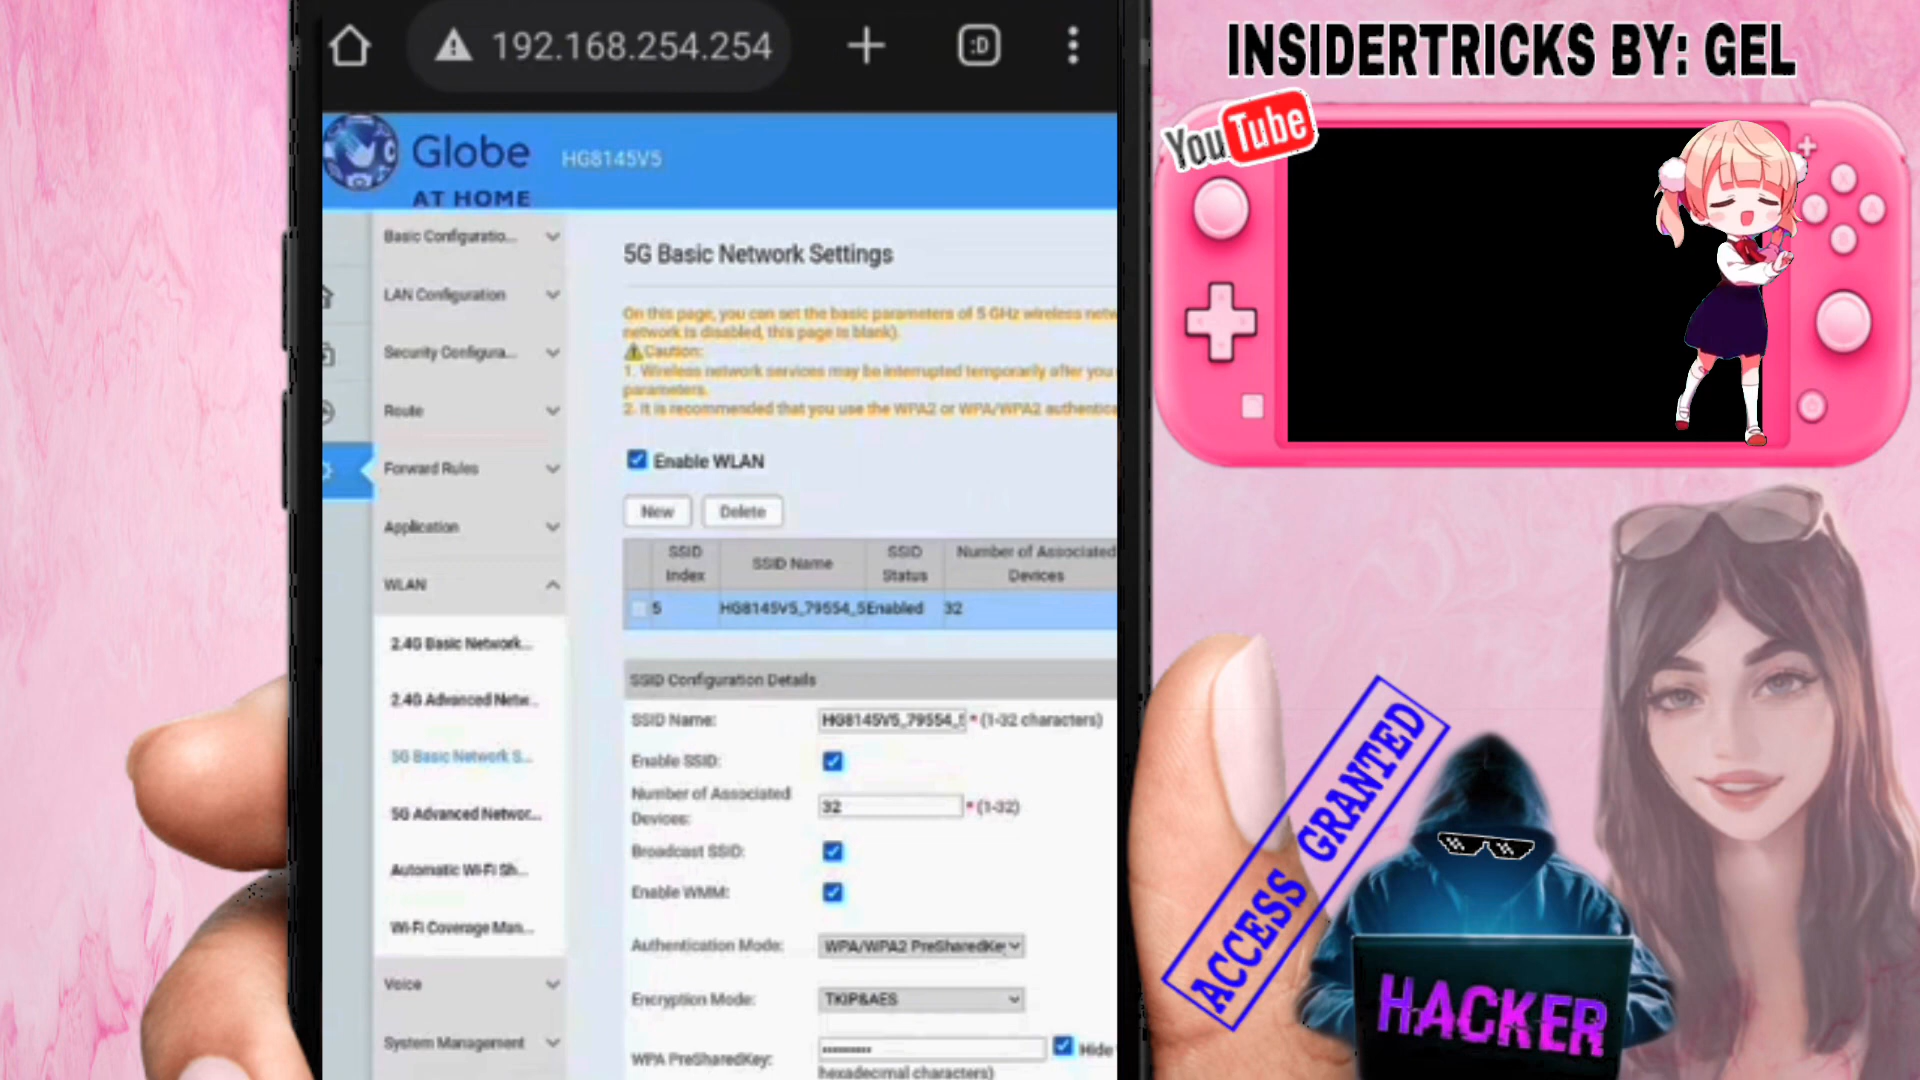 192.168.254.254
:D
INSIDERTRICKS BY: GEL
YouTube
Globe
AT HOME
HG8145V5
Basic Configuratio...
LAN Configuration
Security Configura...
Route
Forward Rules
Application
WLAN
2.4G Basic Network...
2.4G Advanced Netw...
5G Basic Network S...
5G Advanced Networ...
Automatic Wi-Fi Sh...
Wi-Fi Coverage Man...
Voice
System Management
5G Basic Network Settings
On this page, you can set the basic parameters of 5 GHz wireless netw
network is disabled, this page is blank).
Caution:
1. Wireless network services may be interrupted temporarily after you
parameters.
2. It is recommended that you use the WPA2 or WPA/WPA2 authentica
Enable WLAN
New Delete
SSID Index SSID Name SSID Status Number of Associated Devices
5 HG8145V5_79554_5 Enabled 32
SSID Configuration Details
SSID Name: HG8145V5_79554_5 * (1-32 characters)
Enable SSID:
Number of Associated Devices: 32 * (1-32)
Broadcast SSID:
Enable WMM:
Authentication Mode: WPA/WPA2 PreSharedKey
Encryption Mode: TKIP&AES
WPA PreSharedKey: Hide
hexadecimal characters)
ACCESS GRANTED
HACKER